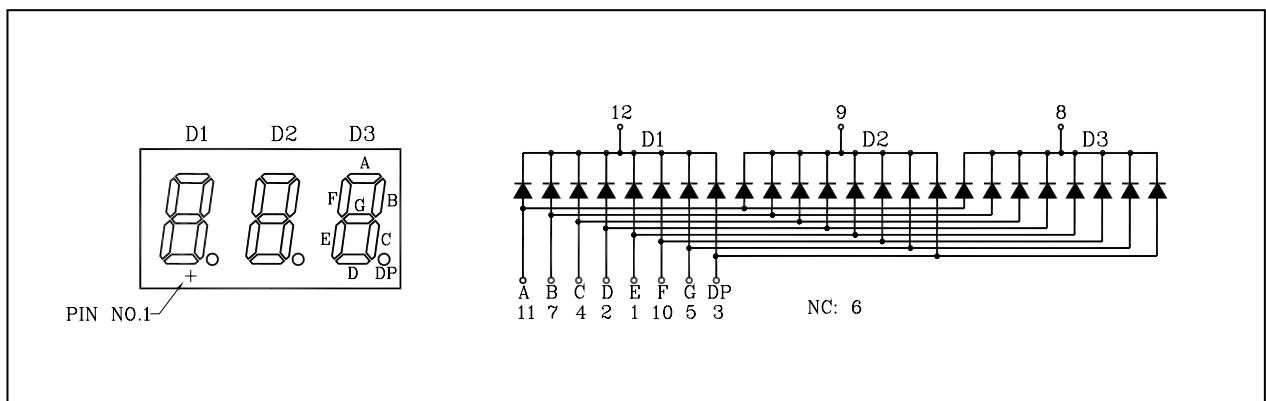 D1 D2 D3
A
F B
G
E C
D DP
PIN NO.1
12 9 8
D1 D2 D3
A B C D E F G DP
11 7 4 2 1 10 5 3
NC: 6